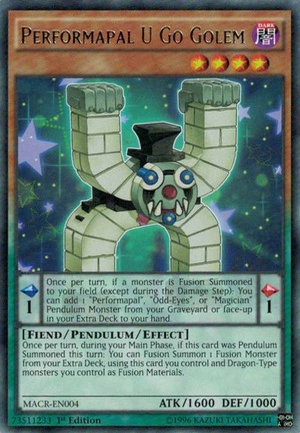 PERFORMAPAL U GO GOLEM
DARK
Once per turn, if a monster is Fusion Summoned
to your field (except during the Damage Step): You
can add 1 "Performapal", "Odd-Eyes", or "Magician"
Pendulum Monster from your Graveyard or face-up
in your Extra Deck to your hand.
1
1
[FIEND/PENDULUM/EFFECT]
Once per turn, during your Main Phase, if this card was Pendulum
Summoned this turn: You can Fusion Summon 1 Fusion Monster
from your Extra Deck, using this card you control and Dragon-Type
monsters you control as Fusion Materials.
MACR-EN004
ATK/1600 DEF/1000
73511233
1st Edition
©1996 KAZUKI TAKAHASHI